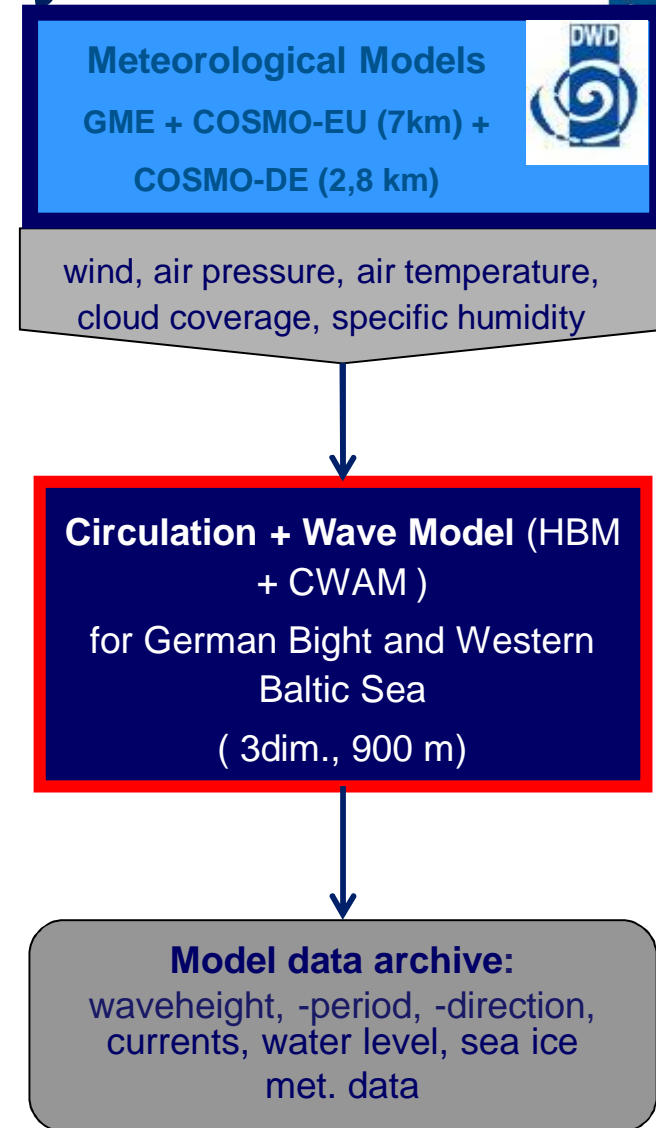 DWD
Meteorological Models
GME + COSMO-EU (7km) +
COSMO-DE (2,8 km)
wind, air pressure, air temperature,
cloud coverage, specific humidity
Circulation + Wave Model (HBM
+ CWAM )
for German Bight and Western
Baltic Sea
( 3dim., 900 m)
Model data archive:
waveheight, -period, -direction,
currents, water level, sea ice
met. data